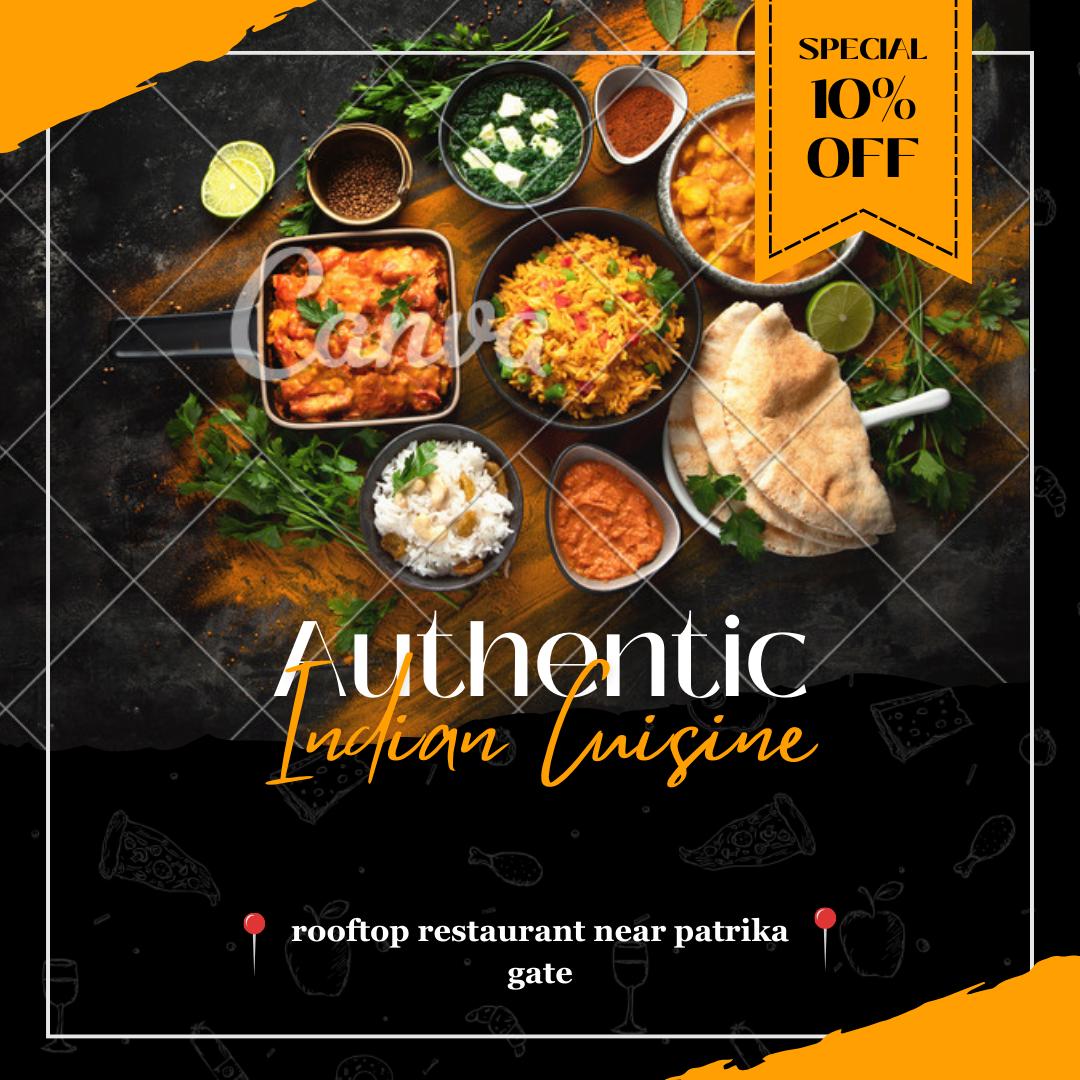 SPECIAL
10%
OFF
Canva
Authentic
Indian Cuisine
rooftop restaurant near patrika
gate